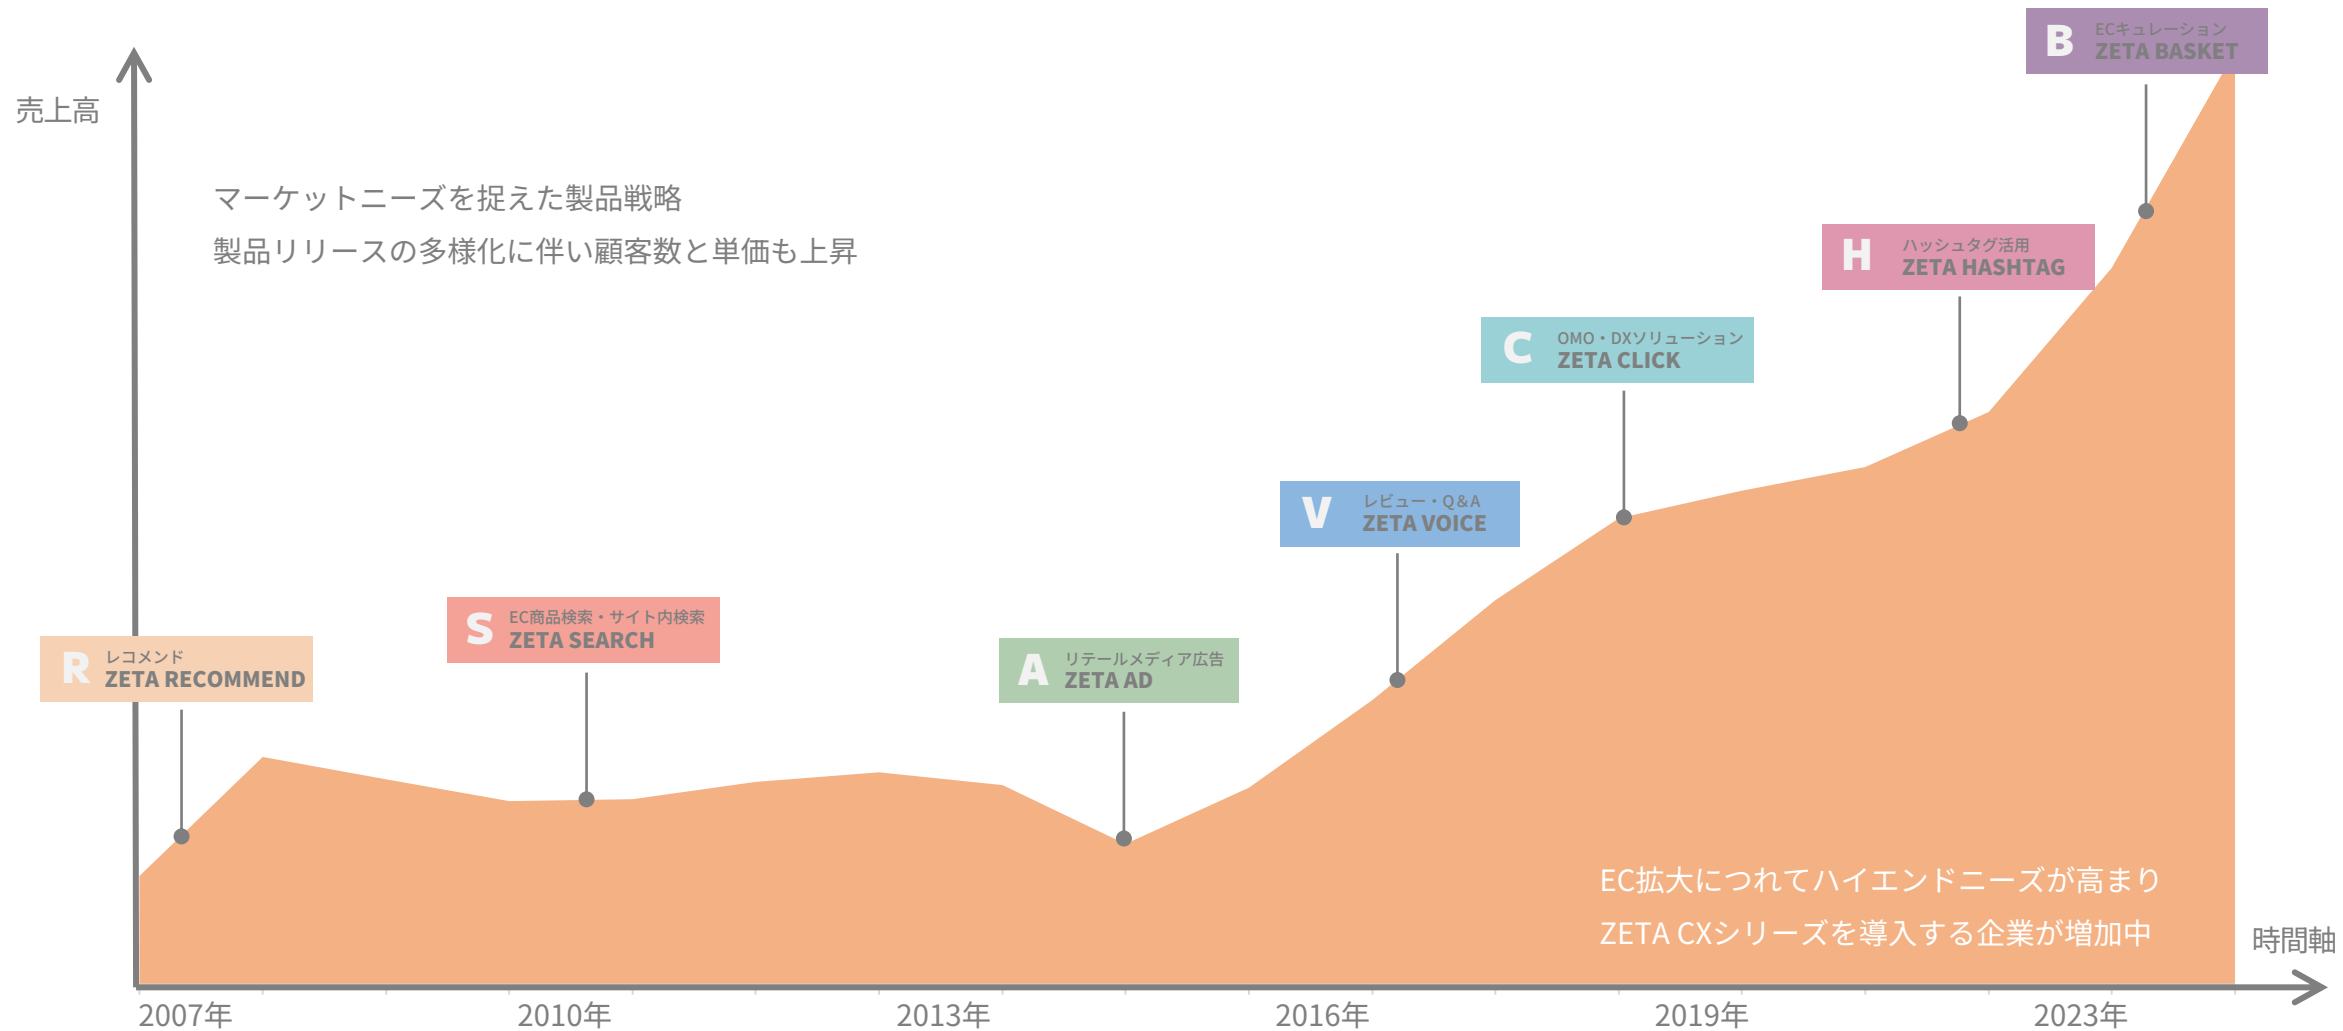 売上高
マーケットニーズを捉えた製品戦略
製品リリースの多様化に伴い顧客数と単価も上昇
R
レコメンド
ZETA RECOMMEND
S
EC商品検索・サイト内検索
ZETA SEARCH
A
リテールメディア広告
ZETA AD
V
レビュー・Q&A
ZETA VOICE
C
OMO・DXソリューション
ZETA CLICK
H
ハッシュタグ活用
ZETA HASHTAG
B
ECキュレーション
ZETA BASKET
EC拡大につれてハイエンドニーズが高まり
ZETA CXシリーズを導入する企業が増加中
時間軸
2007年
2010年
2013年
2016年
2019年
2023年